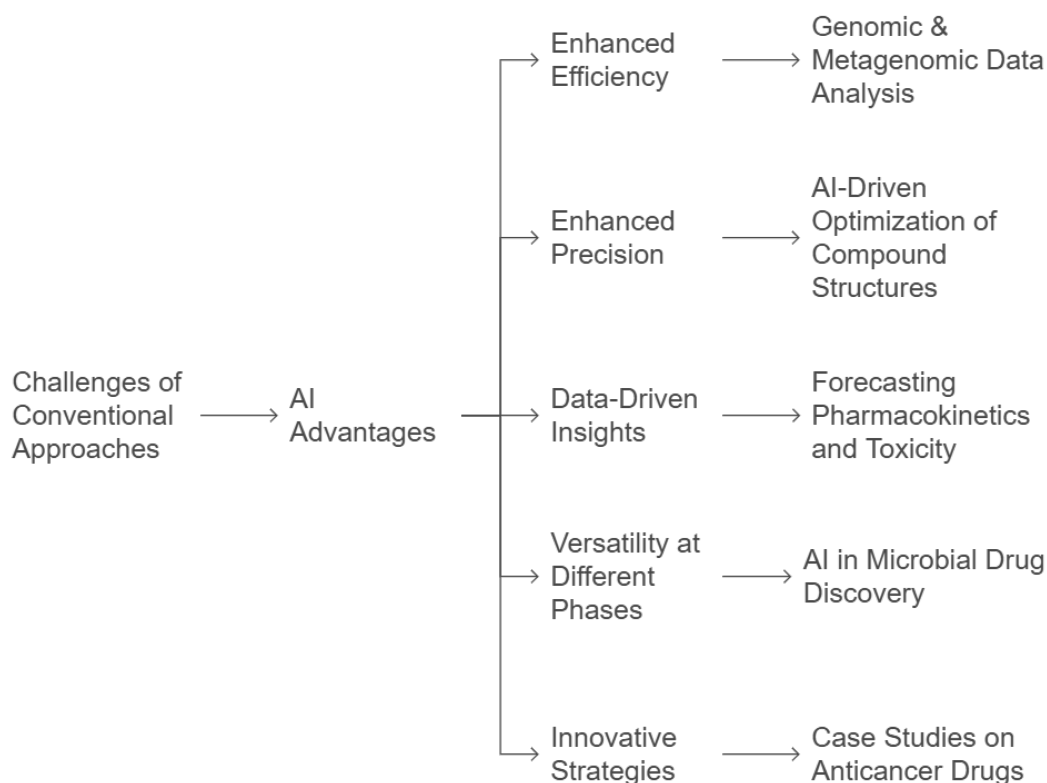 Challenges of
Conventional
Approaches
AI
Advantages
Enhanced
Efficiency
Genomic &
Metagenomic Data
Analysis
Enhanced
Precision
AI-Driven
Optimization of
Compound
Structures
Data-Driven
Insights
Forecasting
Pharmacokinetics
and Toxicity
Versatility at
Different
Phases
AI in Microbial Drug
Discovery
Innovative
Strategies
Case Studies on
Anticancer Drugs